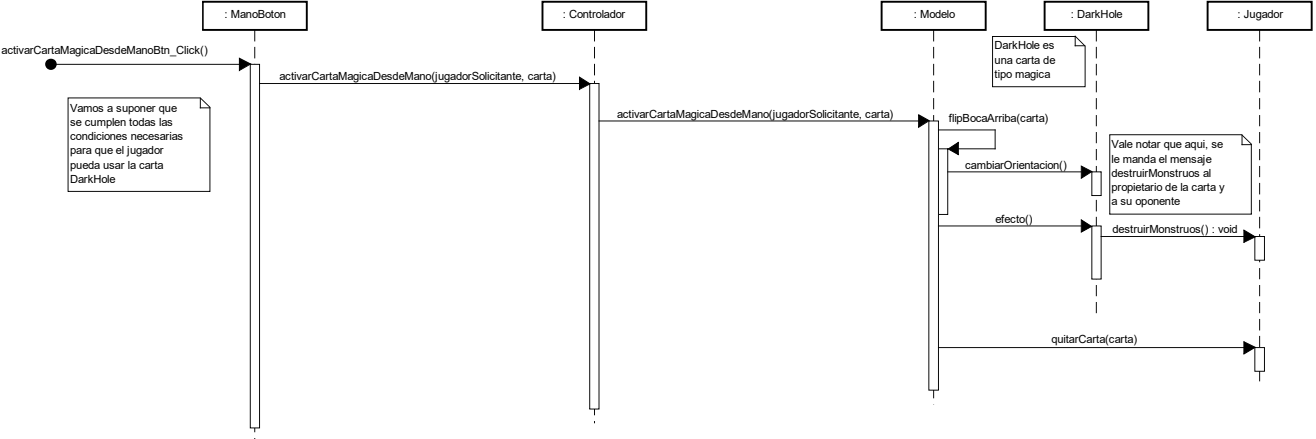 : ManoBoton
: Controlador
: Modelo
: DarkHole
: Jugador
activarCartaMagicaDesdeManoBtn_Click()
DarkHole es
una carta de
tipo magica
activarCartaMagicaDesdeMano(jugadorSolicitante, carta)
Vamos a suponer que
se cumplen todas las
condiciones necesarias
para que el jugador
pueda usar la carta
DarkHole
activarCartaMagicaDesdeMano(jugadorSolicitante, carta)
flipBocaArriba(carta)
Vale notar que aqui, se
le manda el mensaje
destruirMonstruos al
propietario de la carta y
a su oponente
cambiarOrientacion()
efecto()
destruirMonstruos() : void
quitarCarta(carta)